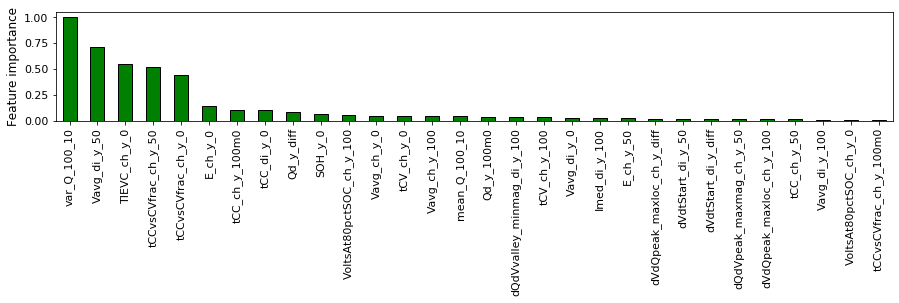 Feature importance
1.00
0.75
0.50
0.25
0.00
var_Q_100_10
Vavg_di_y_50
TIEVC_ch_y_0
tCCvsCVfrac_ch_y_50
tCCvsCVfrac_ch_y_0
E_ch_y_0
tCC_ch_y_100m0
tCC_di_y_0
Qd_y_diff
SOH_y_0
VoltsAt80pctSOC_ch_y_100
Vavg_ch_y_0
tCV_ch_y_0
Vavg_ch_y_100
mean_Q_100_10
Qd_y_100m0
dQdVvalley_minmag_di_y_100
tCV_ch_y_100
Vavg_di_y_0
Imed_di_y_100
E_ch_y_50
dVdQpeak_maxloc_ch_y_diff
dVdtStart_di_y_50
dVdtStart_di_y_diff
dQdVpeak_maxmag_ch_y_50
dVdQpeak_maxloc_ch_y_100
tCC_ch_y_50
Vavg_di_y_100
VoltsAt80pctSOC_ch_y_0
tCCvsCVfrac_ch_y_100m0